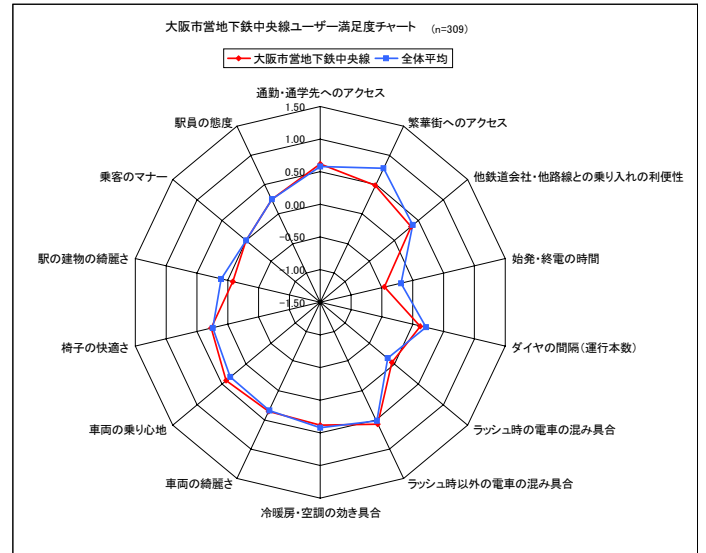 大阪市営地下鉄中央線ユーザー満足度チャート (n=309)
大阪市営地下鉄中央線 全体平均
通勤・通学先へのアクセス
繁華街へのアクセス
他鉄道会社・他路線との乗り入れの利便性
始発・終電の時間
ダイヤの間隔(運行本数)
ラッシュ時の電車の混み具合
ラッシュ時以外の電車の混み具合
冷暖房・空調の効き具合
車両の綺麗さ
車両の乗り心地
椅子の快適さ
駅の建物の綺麗さ
乗客のマナー
駅員の態度
1.50
1.00
0.50
0.00
-0.50
-1.00
-1.50